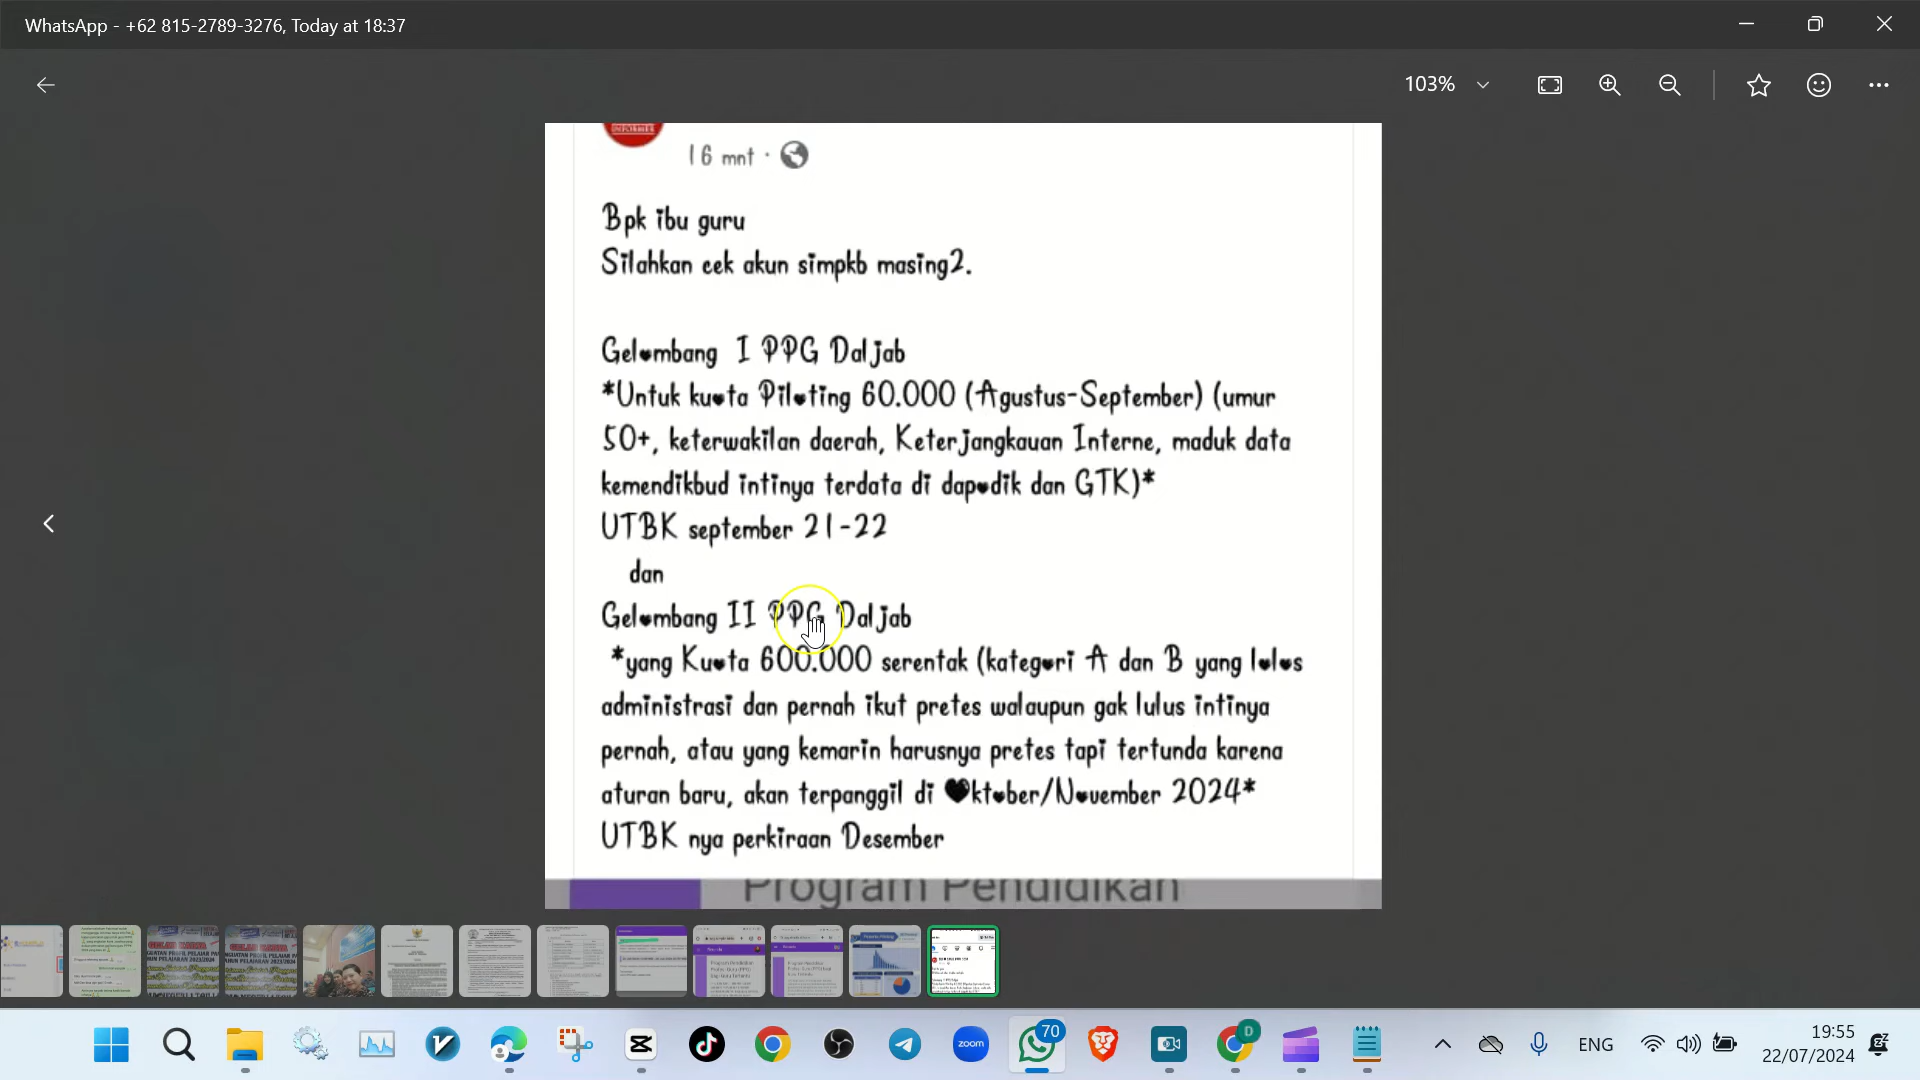 WhatsApp - +62 815-2789-3276, Today at 18:37
103%
INFORMER
16 mnt ·
Bpk ibu guru
Silahkan cek akun simpkb masing2.
Gelombang I PPG Daljab
*Untuk kuota Piloting 60.000 (Agustus-September) (umur
50+, keterwakilan daerah, Keterjangkauan Interne, maduk data
kemendikbud intinya terdata di dapodik dan GTK)*
UTBK september 21-22
dan
Gelombang II PPG Daljab
*yang Kuota 600.000 serentak (kategori A dan B yang lolos
administrasi dan pernah ikut pretes walaupun gak lulus intinya
pernah, atau yang kemarin harusnya pretes tapi tertunda karena
aturan baru, akan terpanggil di Oktober/November 2024*
UTBK nya perkiraan Desember
Program Pendidikan
zoom
70
D
ENG
19:55
22/07/2024